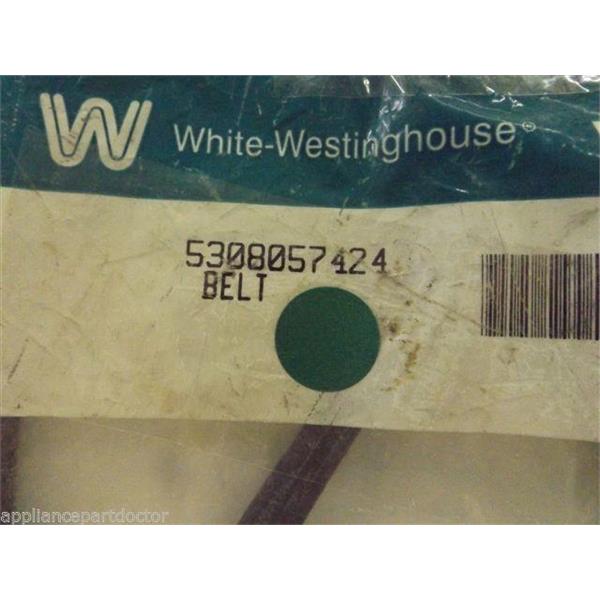 W White-Westinghouse®
5308057424
BELT
appliancepartdoctor